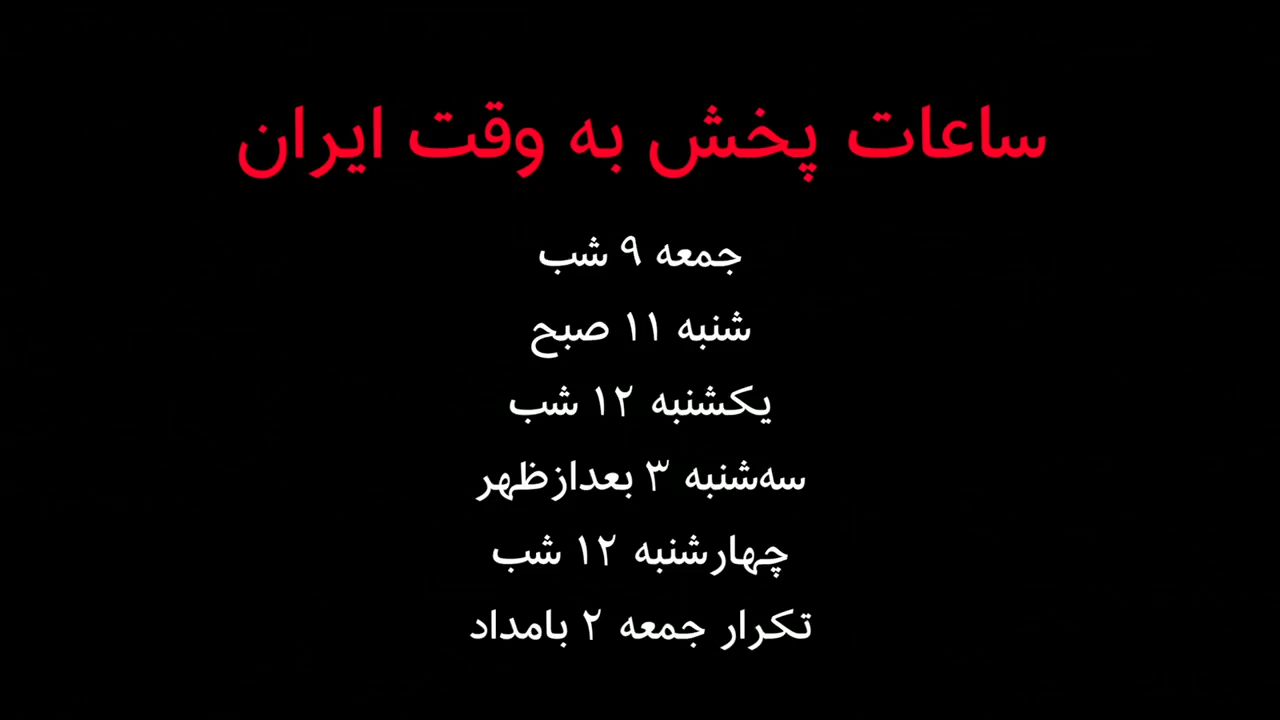 ساعات پخش به وقت ایران
جمعه ۹ شب
شنبه ۱۱ صبح
یکشنبه ۱۲ شب
سه‌شنبه ۳ بعدازظهر
چهارشنبه ۱۲ شب
تکرار جمعه ۲ بامداد